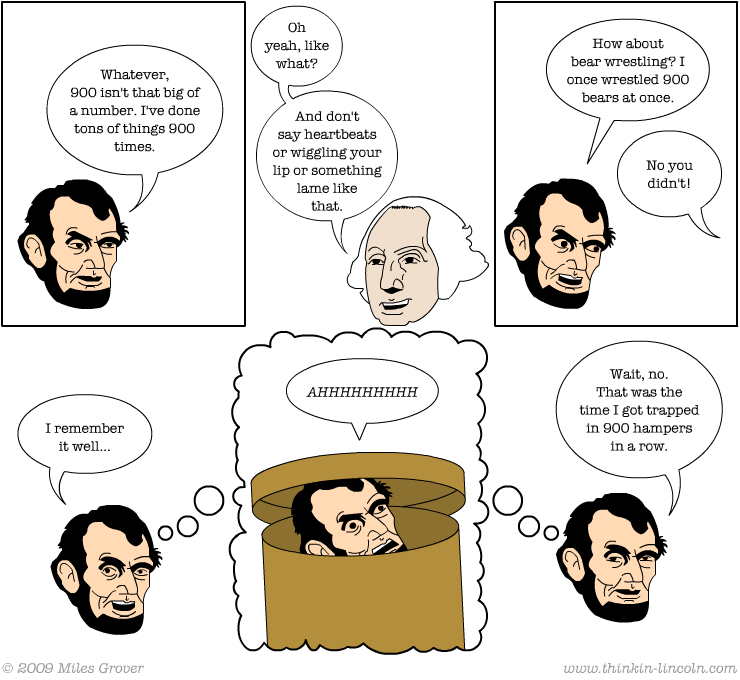 Whatever,
900 isn't that big of
a number. I've done
tons of things 900
times.
Oh
yeah, like
what?
And don't
say heartbeats
or wiggling your
lip or something
lame like
that.
How about
bear wrestling? I
once wrestled 900
bears at once.
No you
didn't!
I remember
it well...
AHHHHHHHHH
Wait, no.
That was the
time I got trapped
in 900 hampers
in a row.
© 2009 Miles Grover
www.thinkin-lincoln.com